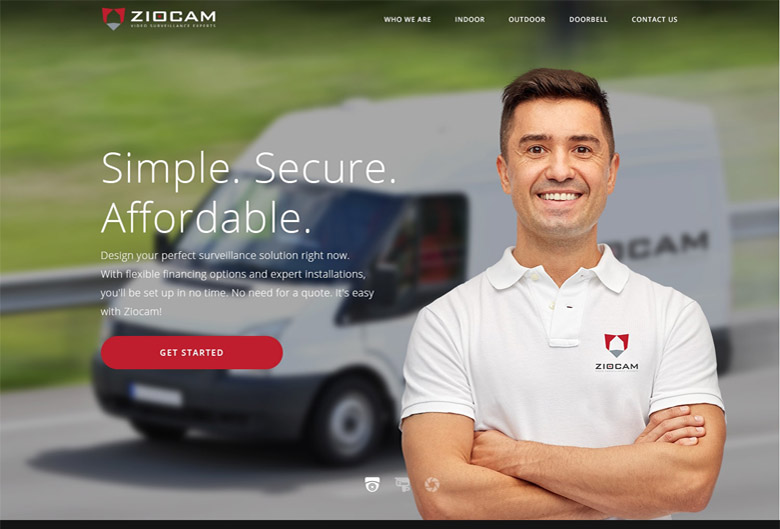 ZIOCAM
VIDEO SURVEILLANCE EXPERTS
WHO WE ARE
INDOOR
OUTDOOR
DOORBELL
CONTACT US
Simple. Secure.
Affordable.
Design your perfect surveillance solution right now.
With flexible financing options and expert installations,
you'll be set up in no time. No need for a quote. It's easy
with Ziocam!
GET STARTED
ZIOCAM
ZIOCAM